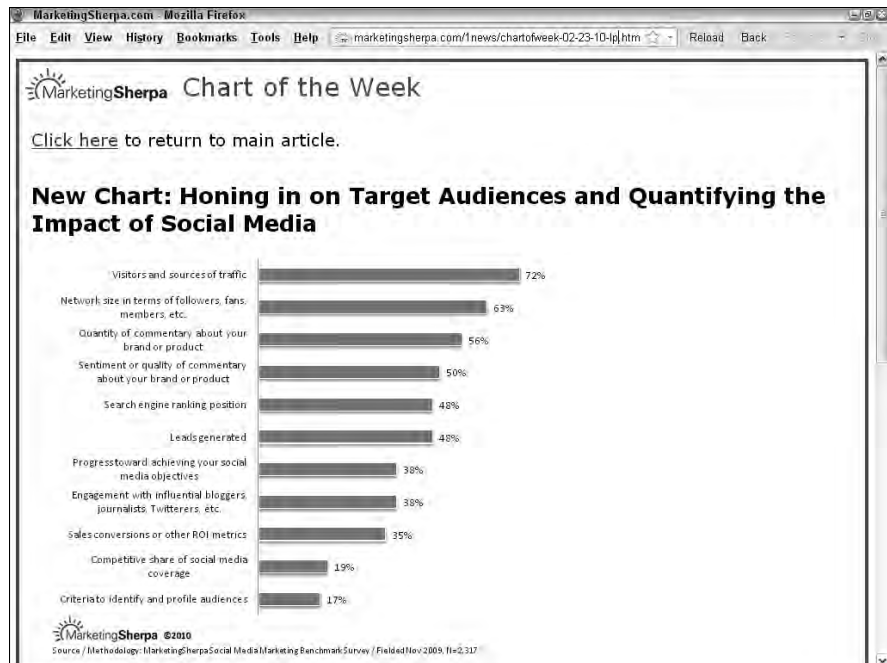 MarketingSherpa.com - Mozilla Firefox
File Edit View History Bookmarks Tools Help marketingsherpa.com/1news/chartofweek-02-23-10-lp.htm Reload Back
MarketingSherpa Chart of the Week
Click here to return to main article.
New Chart: Honing in on Target Audiences and Quantifying the
Impact of Social Media
Visitors and sources of traffic 72%
Network size in terms of followers, fans,
members, etc. 63%
Quantity of commentary about your
brand or product 56%
Sentiment or quality of commentary
about your brand or product 50%
Search engine ranking position 48%
Leads generated 48%
Progress toward achieving your social
media objectives 38%
Engagement with influential bloggers,
journalists, Twitterers, etc. 38%
Sales conversions or other ROI metrics 35%
Competitive share of social media
coverage 19%
Criteria to identify and profile audiences 17%
MarketingSherpa ©2010
Source / Methodology: MarketingSherpa Social Media Marketing Benchmark Survey / Fielded Nov 2009, N=2,317